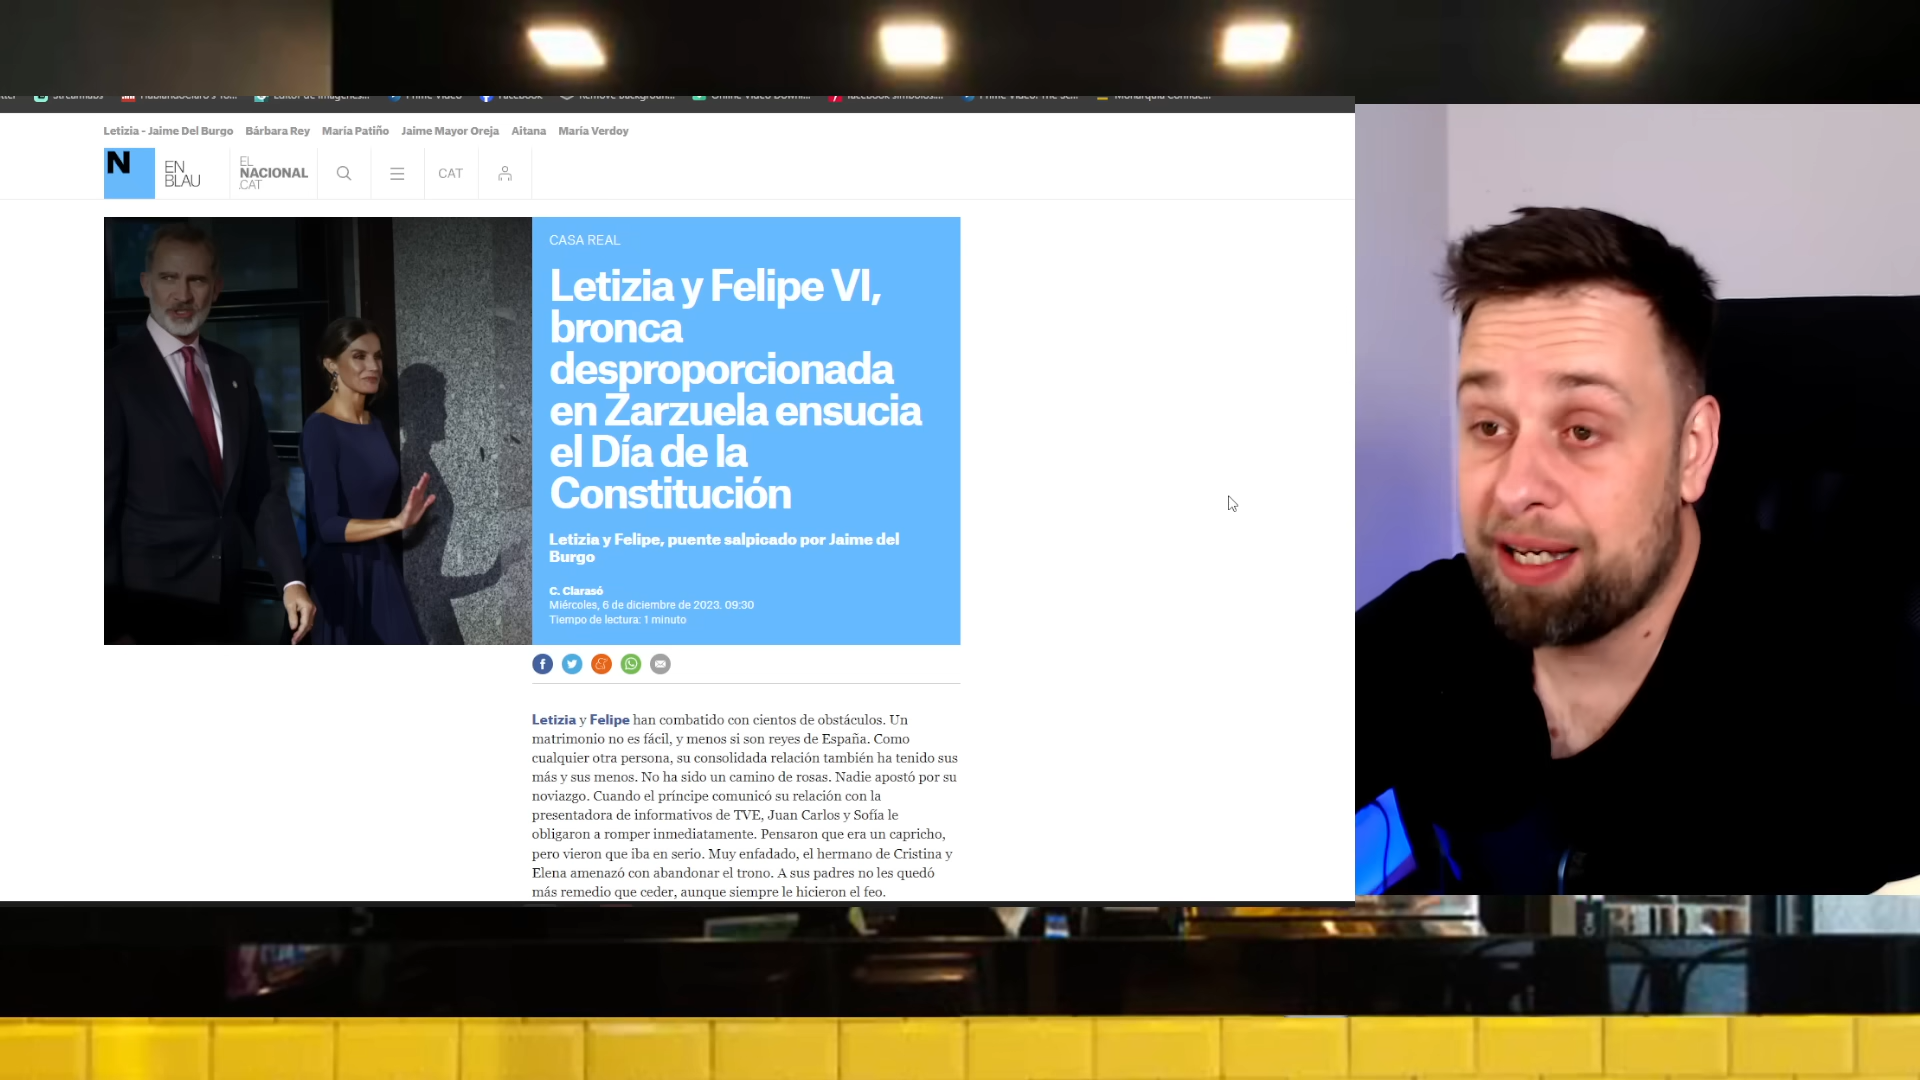 Streamlabs
Prime Video
Facebook
Letizia - Jaime Del Burgo Bárbara Rey María Patiño Jaime Mayor Oreja Aitana María Verdoy
N
EN
BLAU
EL
NACIONAL
.CAT
CAT
CASA REAL
Letizia y Felipe VI,
bronca
desproporcionada
en Zarzuela ensucia
el Día de la
Constitución
Letizia y Felipe, puente salpicado por Jaime del
Burgo
C. Clarasó
Miércoles, 6 de diciembre de 2023. 09:30
Tiempo de lectura: 1 minuto
Letizia y Felipe han combatido con cientos de obstáculos. Un
matrimonio no es fácil, y menos si son reyes de España. Como
cualquier otra persona, su consolidada relación también ha tenido sus
más y sus menos. No ha sido un camino de rosas. Nadie apostó por su
noviazgo. Cuando el príncipe comunicó su relación con la
presentadora de informativos de TVE, Juan Carlos y Sofía le
obligaron a romper inmediatamente. Pensaron que era un capricho,
pero vieron que iba en serio. Muy enfadado, el hermano de Cristina y
Elena amenazó con abandonar el trono. A sus padres no les quedó
más remedio que ceder, aunque siempre le hicieron el feo.